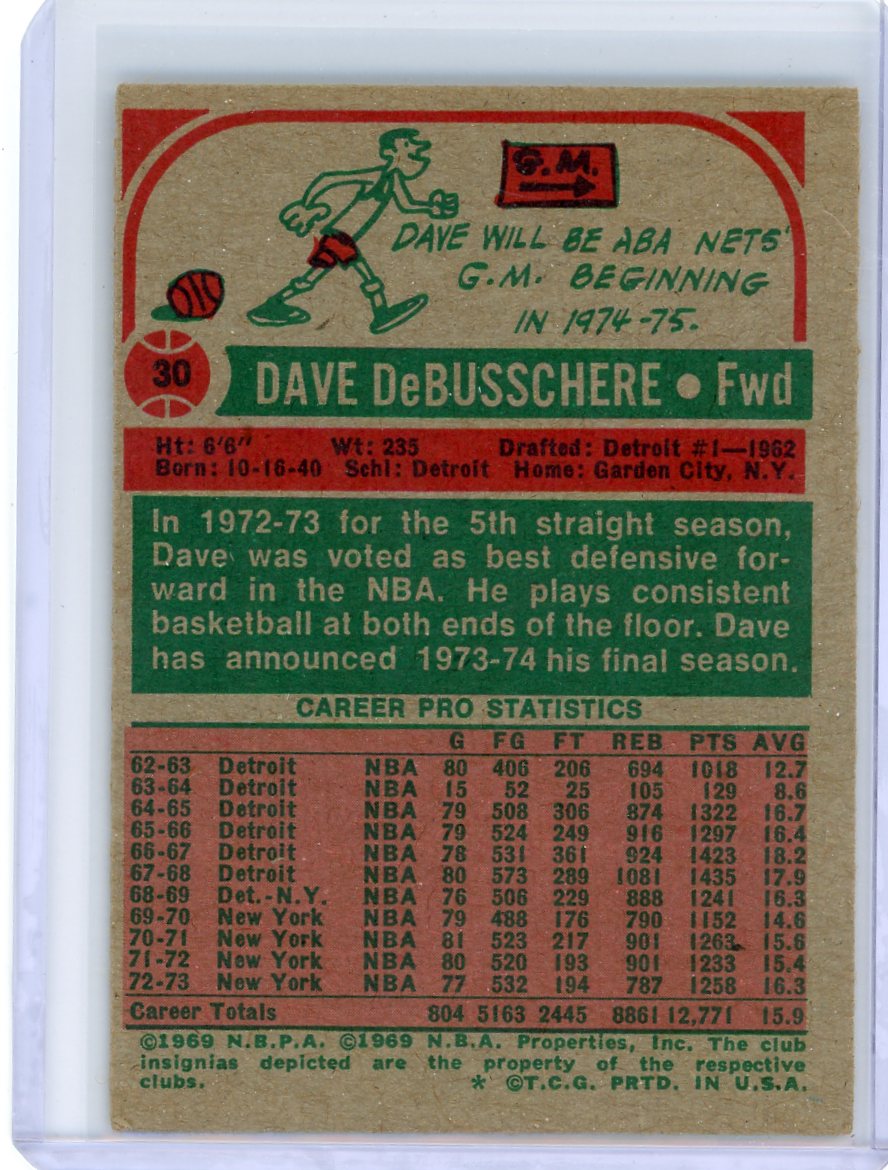 G.M.
DAVE WILL BE ABA NETS'
G.M. BEGINNING
IN 1974-75.
30
DAVE DeBUSSCHERE • Fwd
Ht: 6'6" Wt: 235 Drafted: Detroit #1—1962
Born: 10-16-40 Schl: Detroit Home: Garden City, N.Y.
In 1972-73 for the 5th straight season,
Dave was voted as best defensive for-
ward in the NBA. He plays consistent
basketball at both ends of the floor. Dave
has announced 1973-74 his final season.
CAREER PRO STATISTICS
G FG FT REB PTS AVG
62-63 Detroit NBA 80 406 206 694 1018 12.7
63-64 Detroit NBA 15 52 25 105 129 8.6
64-65 Detroit NBA 79 508 306 874 1322 16.7
65-66 Detroit NBA 79 524 249 916 1297 16.4
66-67 Detroit NBA 78 531 361 924 1423 18.2
67-68 Detroit NBA 80 573 289 1081 1435 17.9
68-69 Det.-N.Y. NBA 76 506 229 888 1241 16.3
69-70 New York NBA 79 488 176 790 1152 14.6
70-71 New York NBA 81 523 217 901 1263 15.6
71-72 New York NBA 80 520 193 901 1233 15.4
72-73 New York NBA 77 532 194 787 1258 16.3
Career Totals 804 5163 2445 8861 12,771 15.9
©1969 N.B.P.A. ©1969 N.B.A. Properties, Inc. The club
insignias depicted are the property of the respective
clubs. * ©T.C.G. PRTD. IN U.S.A.